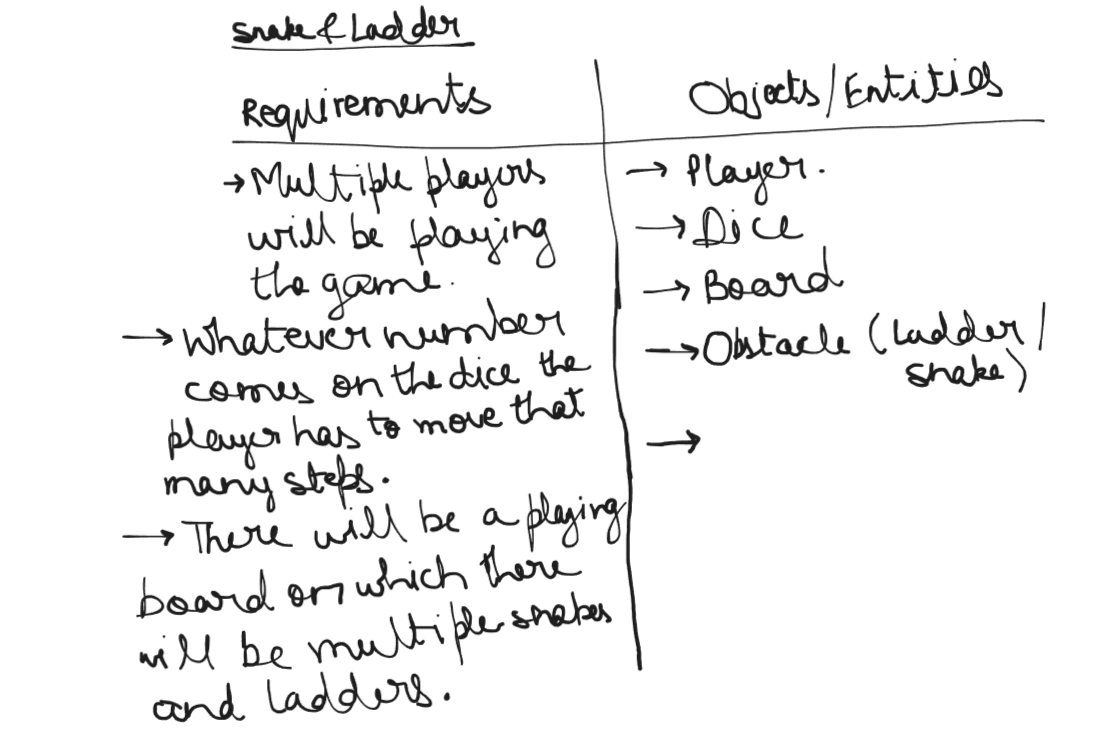 Snake & Ladder
Requirements
→ Multiple players
will be playing
the game.
→ Whatever number
comes on the dice the
player has to move that
many steps.
→ There will be a playing
board on which there
will be multiple snakes
and ladders.
Objects/Entities
→ Player.
→ Dice
→ Board
→ Obstacle (Ladder/
snake)
→